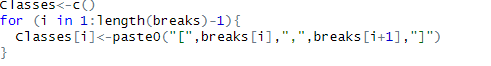 Classes<-c()
for (i in 1:length(breaks)-1){
  Classes[i]<-paste0("[",breaks[i],",",breaks[i+1],"]")
}